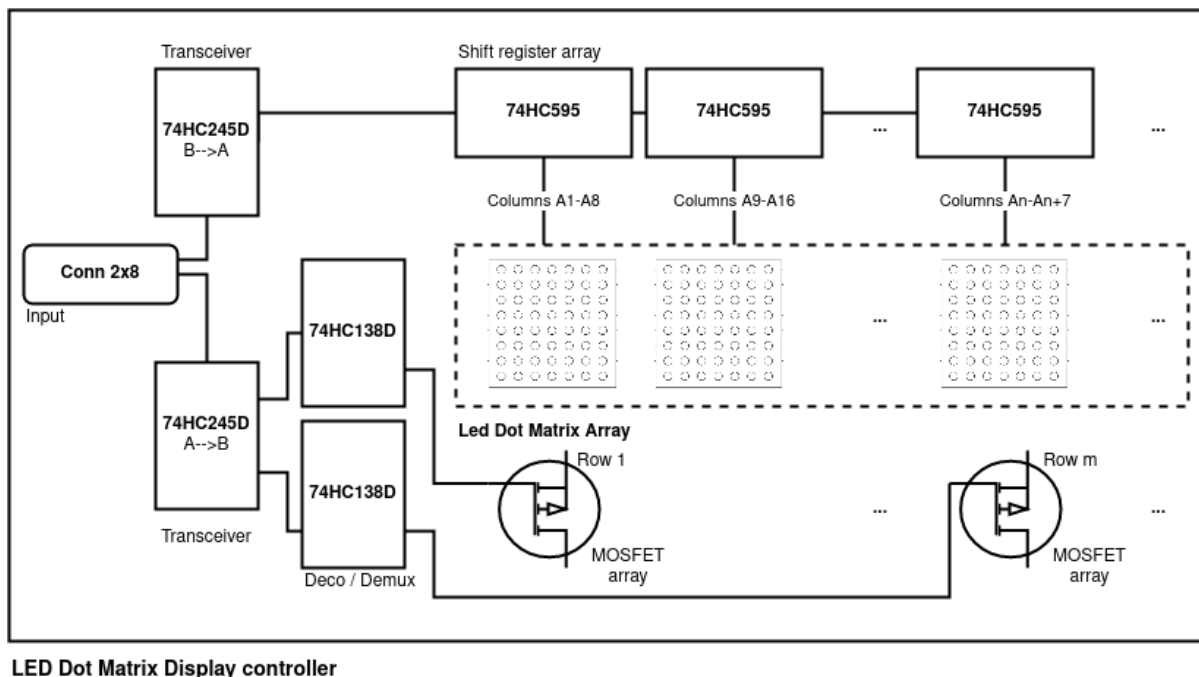 Transceiver
Shift register array
74HC245D
B-->A
74HC595
74HC595
74HC595
...
...
Columns A1-A8
Columns A9-A16
Columns An-An+7
Conn 2x8
Input
74HC138D
...
...
74HC245D
A-->B
Led Dot Matrix Array
Row 1
Row m
74HC138D
...
...
Transceiver
MOSFET
array
MOSFET
array
Deco / Demux
LED Dot Matrix Display controller